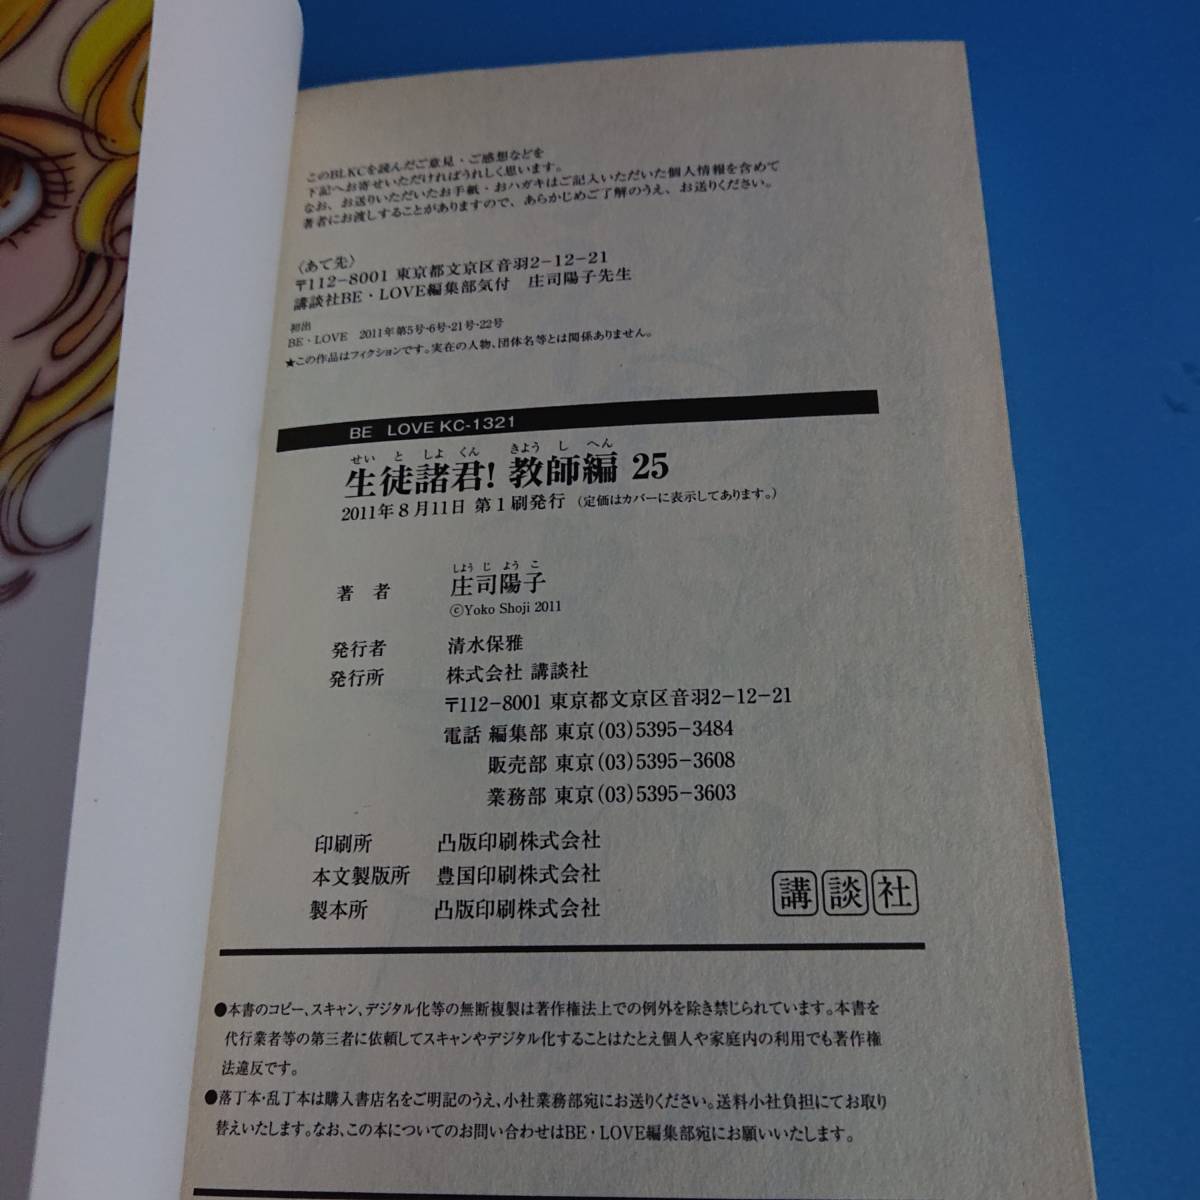 このBLKCを読んだご意見・ご感想などを
下記へお寄せいただければうれしく思います。
なお、お送りいただいたお手紙・おハガキはご記入いただいた個人情報を含めて
著者にお渡しすることがありますので、あらかじめご了解のうえ、お送りください。
〈あて先〉
〒112-8001 東京都文京区音羽2-12-21
講談社BE・LOVE編集部気付 庄司陽子先生
初出
BE・LOVE 2011年第5号・6号・21号・22号
★この作品はフィクションです。実在の人物、団体名等とは関係ありません。
BE LOVE KC-1321
せい と しよ くん きよう し へん
生徒諸君! 教師編 25
2011年8月11日 第1刷発行 (定価はカバーに表示してあります。)
しよう じ よう こ
著 者 庄司陽子
©Yoko Shoji 2011
発行者 清水保雅
発行所 株式会社 講談社
〒112-8001 東京都文京区音羽2-12-21
電話 編集部 東京(03)5395-3484
販売部 東京(03)5395-3608
業務部 東京(03)5395-3603
印刷所 凸版印刷株式会社
本文製版所 豊国印刷株式会社
製本所 凸版印刷株式会社
講談社
●本書のコピー、スキャン、デジタル化等の無断複製は著作権法上での例外を除き禁じられています。本書を
代行業者等の第三者に依頼してスキャンやデジタル化することはたとえ個人や家庭内の利用でも著作権
法違反です。
●落丁本・乱丁本は購入書店名をご明記のうえ、小社業務部宛にお送りください。送料小社負担にてお取り
替えいたします。なお、この本についてのお問い合わせはBE・LOVE編集部宛にお願いいたします。